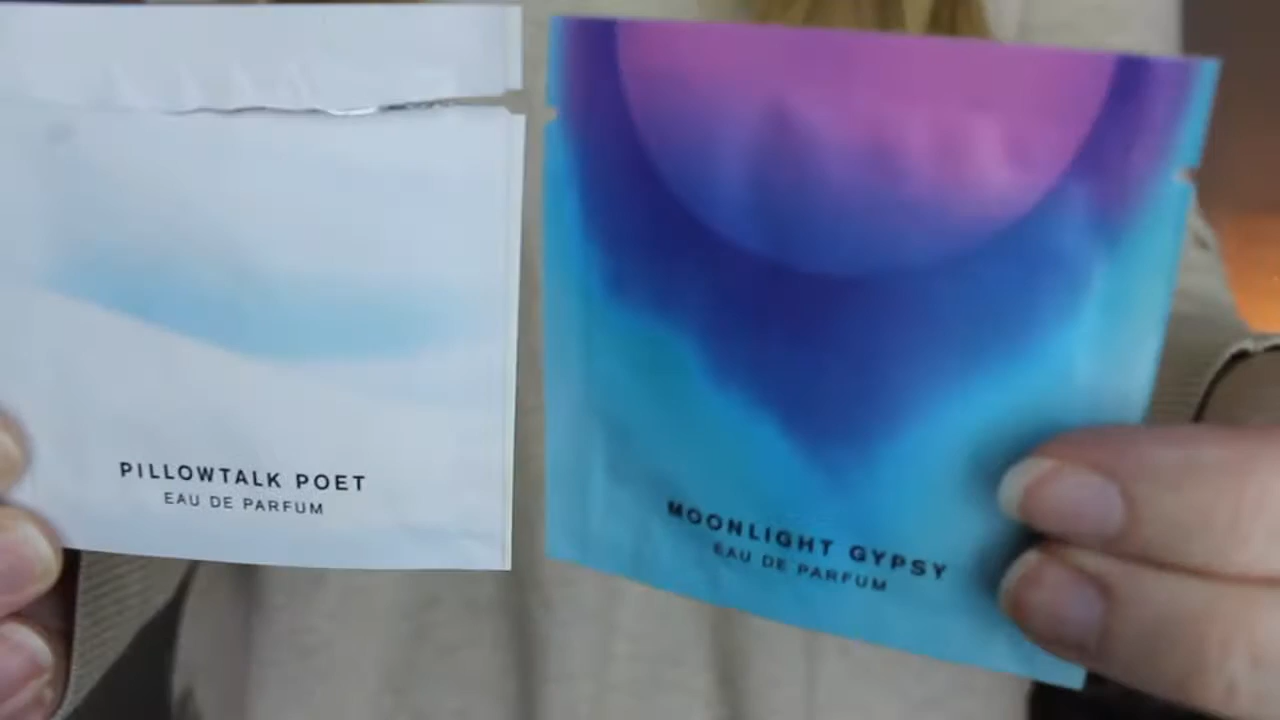 PILLOWTALK POET
EAU DE PARFUM
MOONLIGHT GYPSY
EAU DE PARFUM